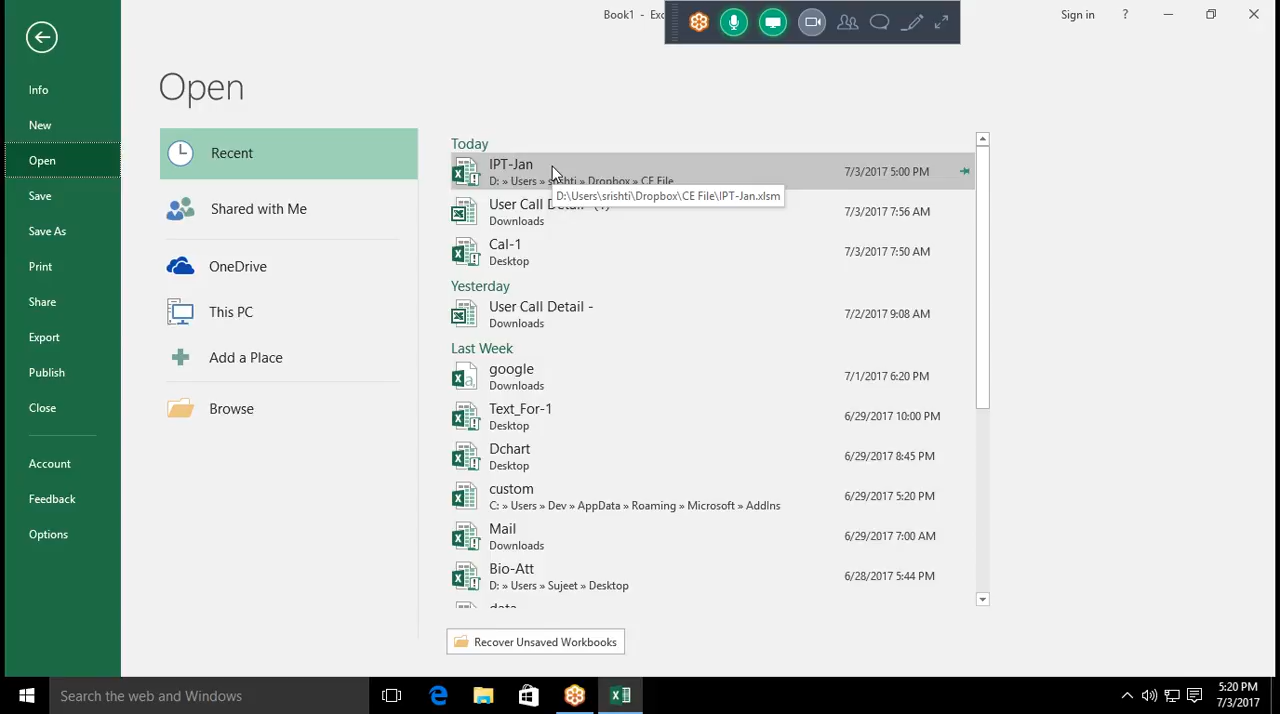 Book1 - Exc
Sign in
?
Info
New
Open
Save
Save As
Print
Share
Export
Publish
Close
Account
Feedback
Options
Open
Recent
Shared with Me
OneDrive
This PC
Add a Place
Browse
Today
IPT-Jan 7/3/2017 5:00 PM
D: » Users » srishti » Dropbox » CE File
D:\Users\srishti\Dropbox\CE File\IPT-Jan.xlsm
User Call Detail - (1) 7/3/2017 7:56 AM
Downloads
Cal-1 7/3/2017 7:50 AM
Desktop
Yesterday
User Call Detail - 7/2/2017 9:08 AM
Downloads
Last Week
google 7/1/2017 6:20 PM
Downloads
Text_For-1 6/29/2017 10:00 PM
Desktop
Dchart 6/29/2017 8:45 PM
Desktop
custom 6/29/2017 5:20 PM
C: » Users » Dev » AppData » Roaming » Microsoft » AddIns
Mail 6/29/2017 7:00 AM
Downloads
Bio-Att 6/28/2017 5:44 PM
D: » Users » Sujeet » Desktop
data
Recover Unsaved Workbooks
Search the web and Windows
5:20 PM
7/3/2017